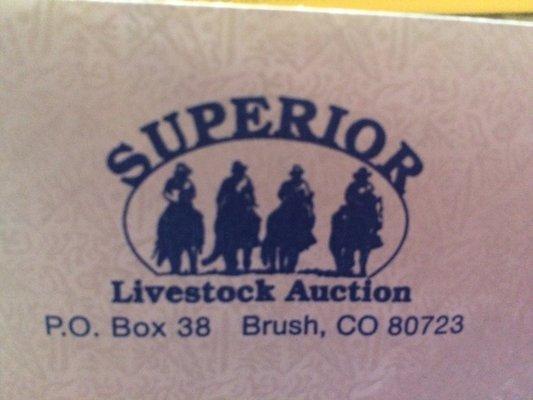 SUPERIOR
Livestock Auction
P.O. Box 38 Brush, CO 80723